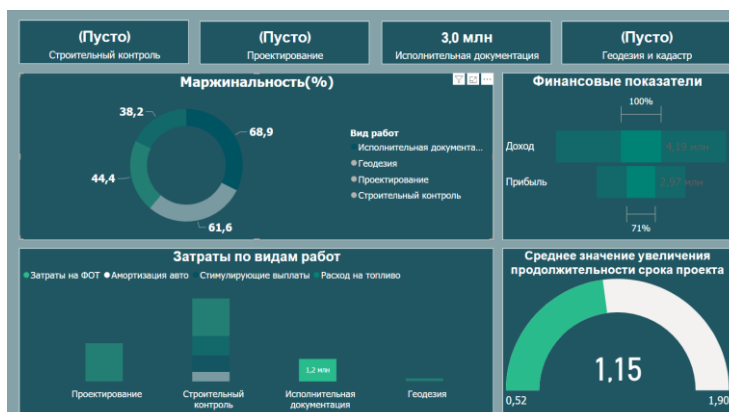 (Пусто)
Строительный контроль
(Пусто)
Проектирование
3,0 млн
Исполнительная документация
(Пусто)
Геодезия и кадастр
Маржинальность(%)
38,2
68,9
44,4
61,6
Вид работ
Исполнительная документа...
Геодезия
Проектирование
Строительный контроль
Финансовые показатели
100%
Доход
4,19 млн
Прибыль
2,97 млн
71%
Затраты по видам работ
Затраты на ФОТ Амортизация авто Стимулирующие выплаты Расход на топливо
1,2 млн
Проектирование
Строительный
контроль
Исполнительная
документация
Геодезия
Среднее значение увеличения
продолжительности срока проекта
1,15
0,52
1,90